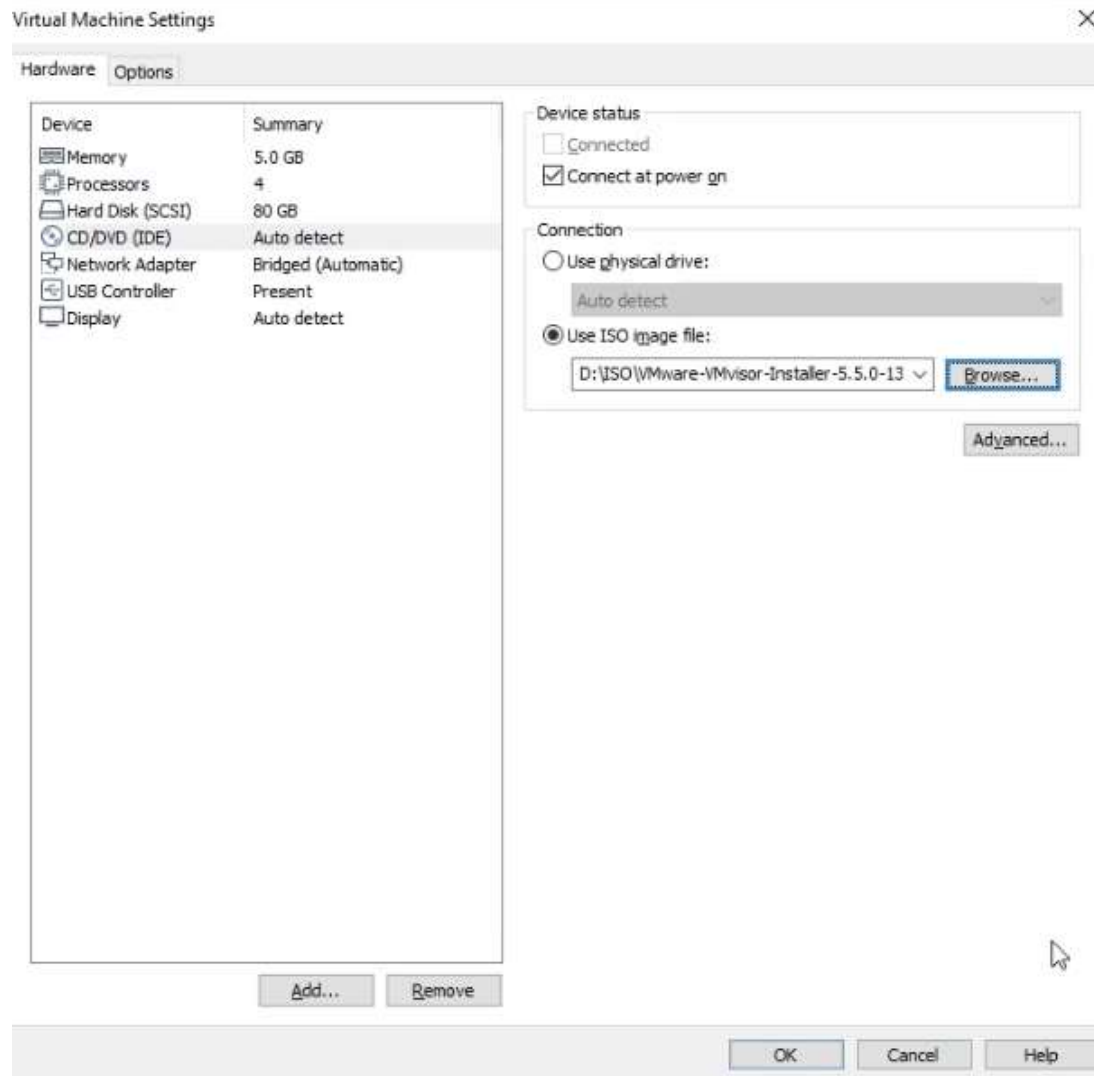 Virtual Machine Settings
Hardware Options
Device Summary
Memory 5.0 GB
Processors 4
Hard Disk (SCSI) 80 GB
CD/DVD (IDE) Auto detect
Network Adapter Bridged (Automatic)
USB Controller Present
Display Auto detect
Add... Remove
Device status
Connected
Connect at power on
Connection
Use physical drive:
Auto detect
Use ISO image file:
D:\ISO\VMware-VMvisor-Installer-5.5.0-13 Browse...
Advanced...
OK Cancel Help